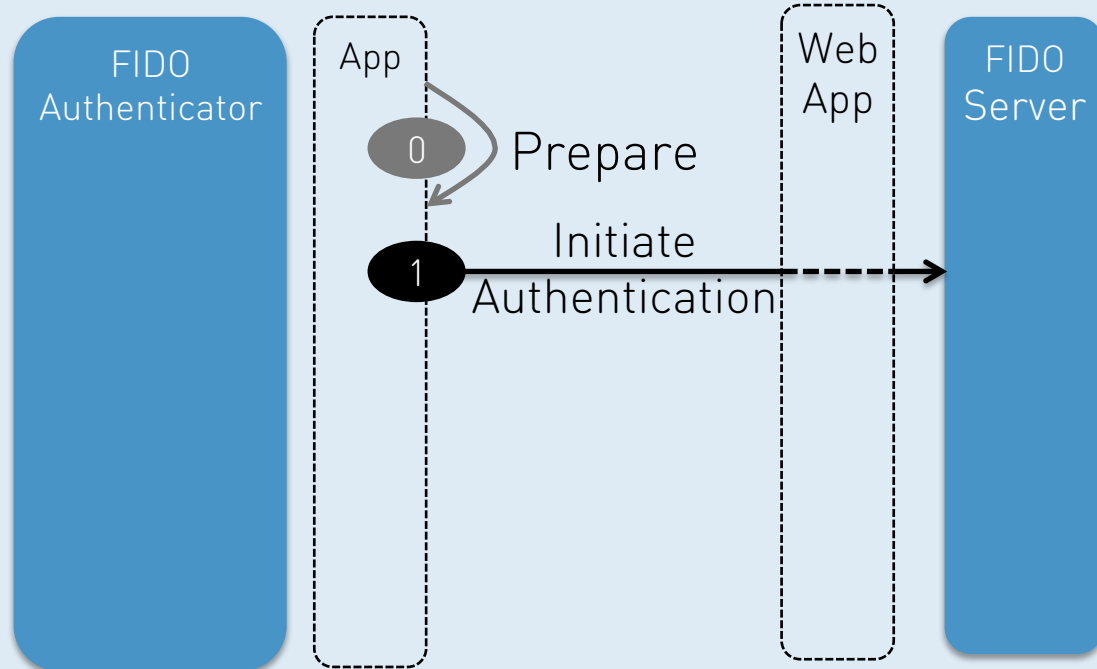 FIDO
Authenticator
App
Web
App
FIDO
Server
0
Prepare
1
Initiate
Authentication